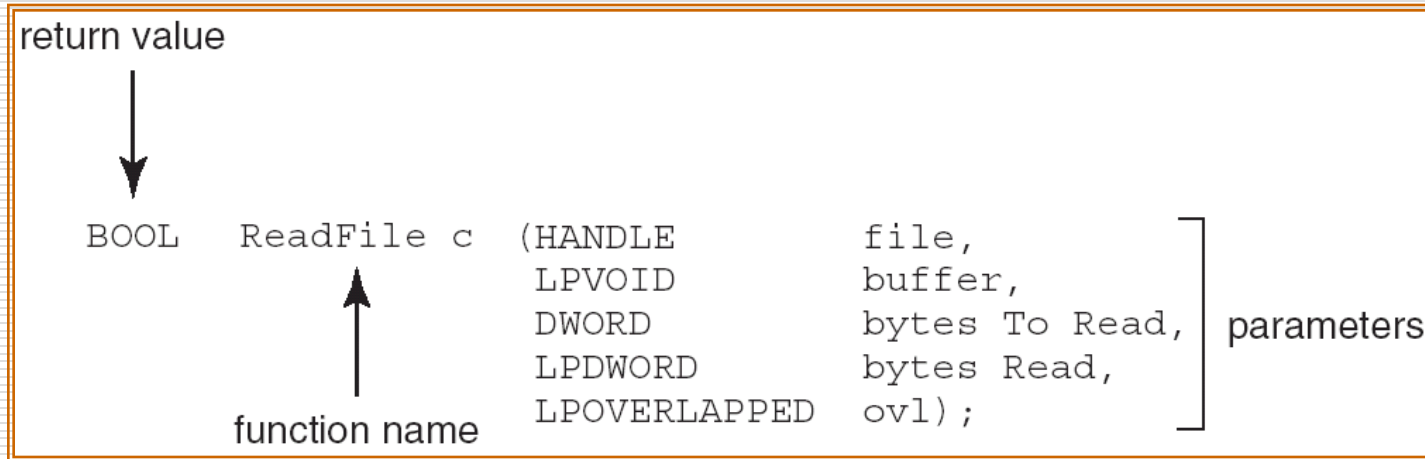 return value
BOOL ReadFile c (HANDLE file,
LPVOID buffer,
DWORD bytes To Read,
LPDWORD bytes Read,
LPOVERLAPPED ovl);
parameters
function name